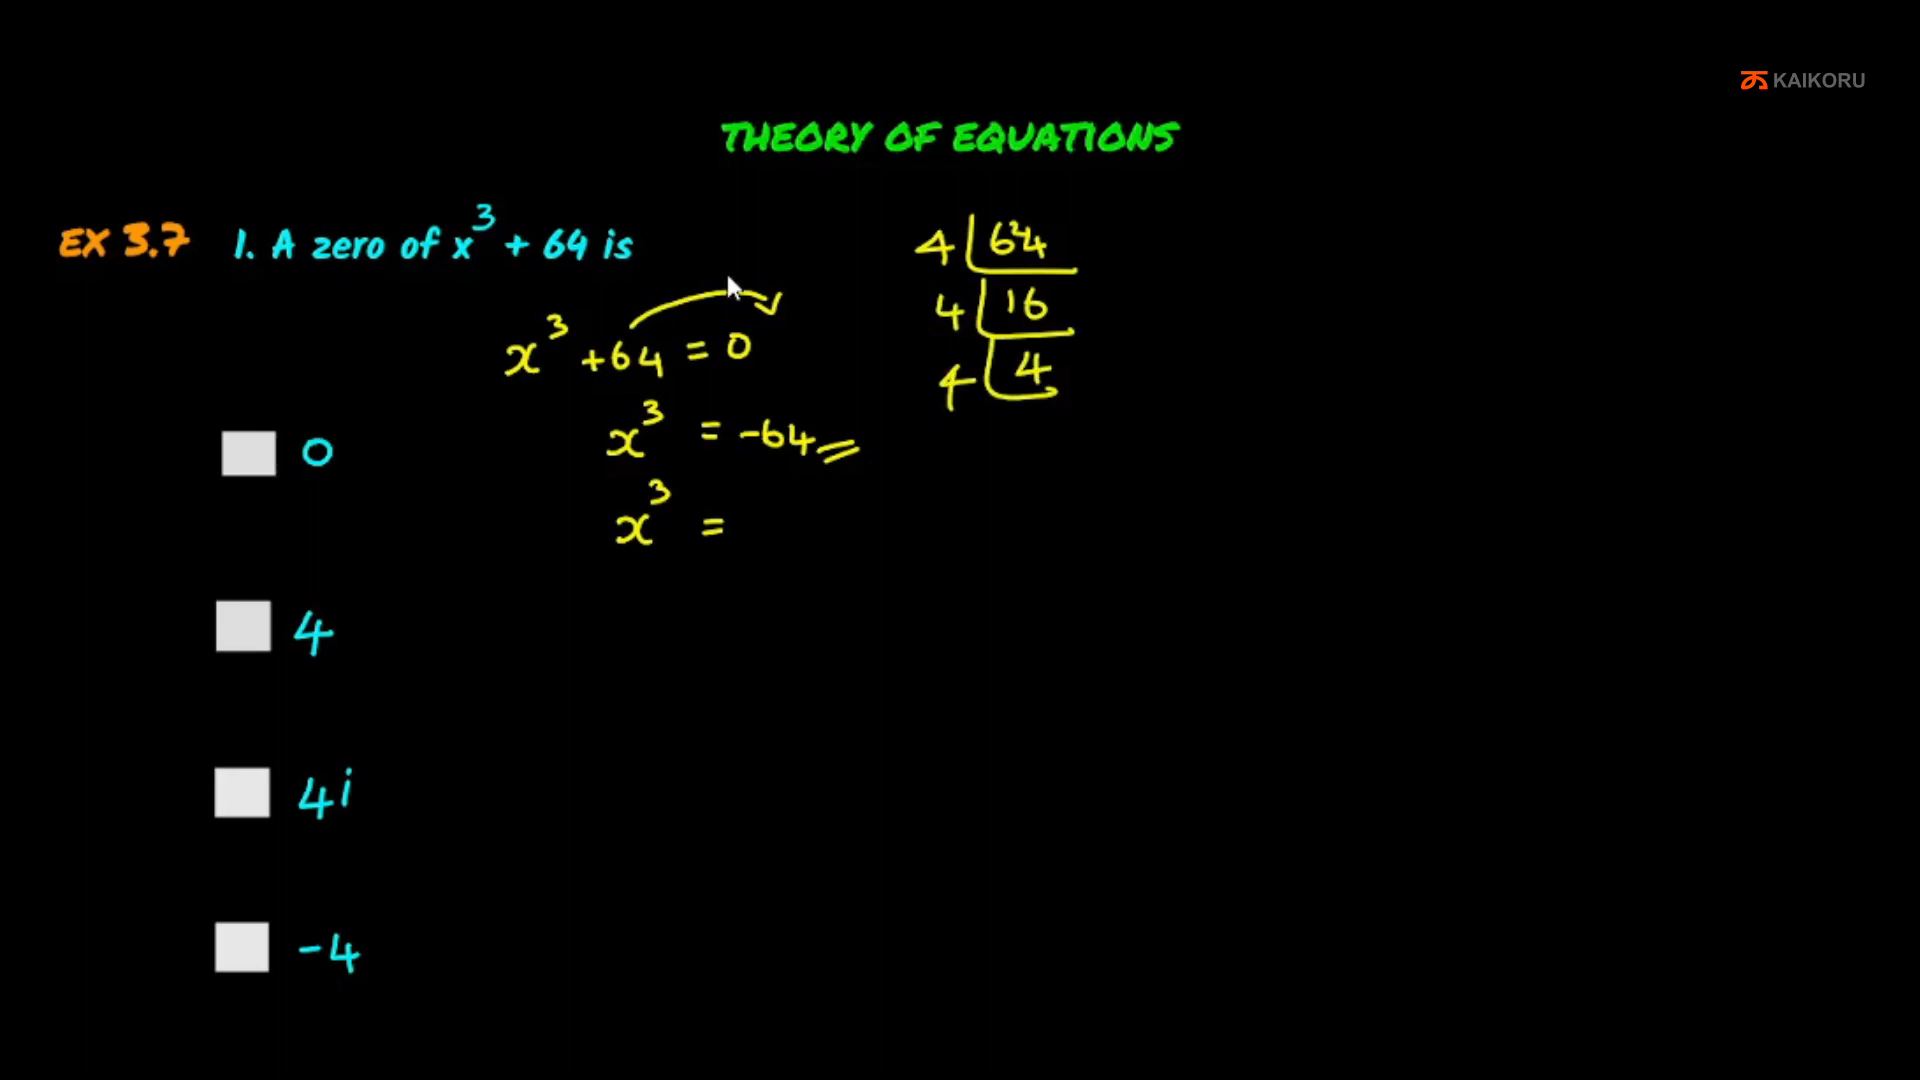 KAIKORU
THEORY OF EQUATIONS
EX 3.7 1. A zero of x³ + 64 is
x³ + 64 = 0
x³ = -64
x³ =
4 | 64
4 | 16
4 | 4
0
4
4i
-4